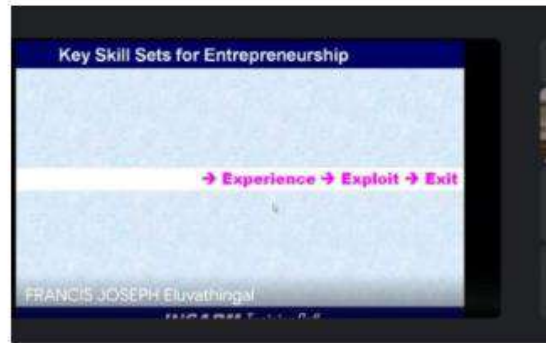 Key Skill Sets for Entrepreneurship
→ Experience → Exploit → Exit
FRANCIS JOSEPH Eluvathingal